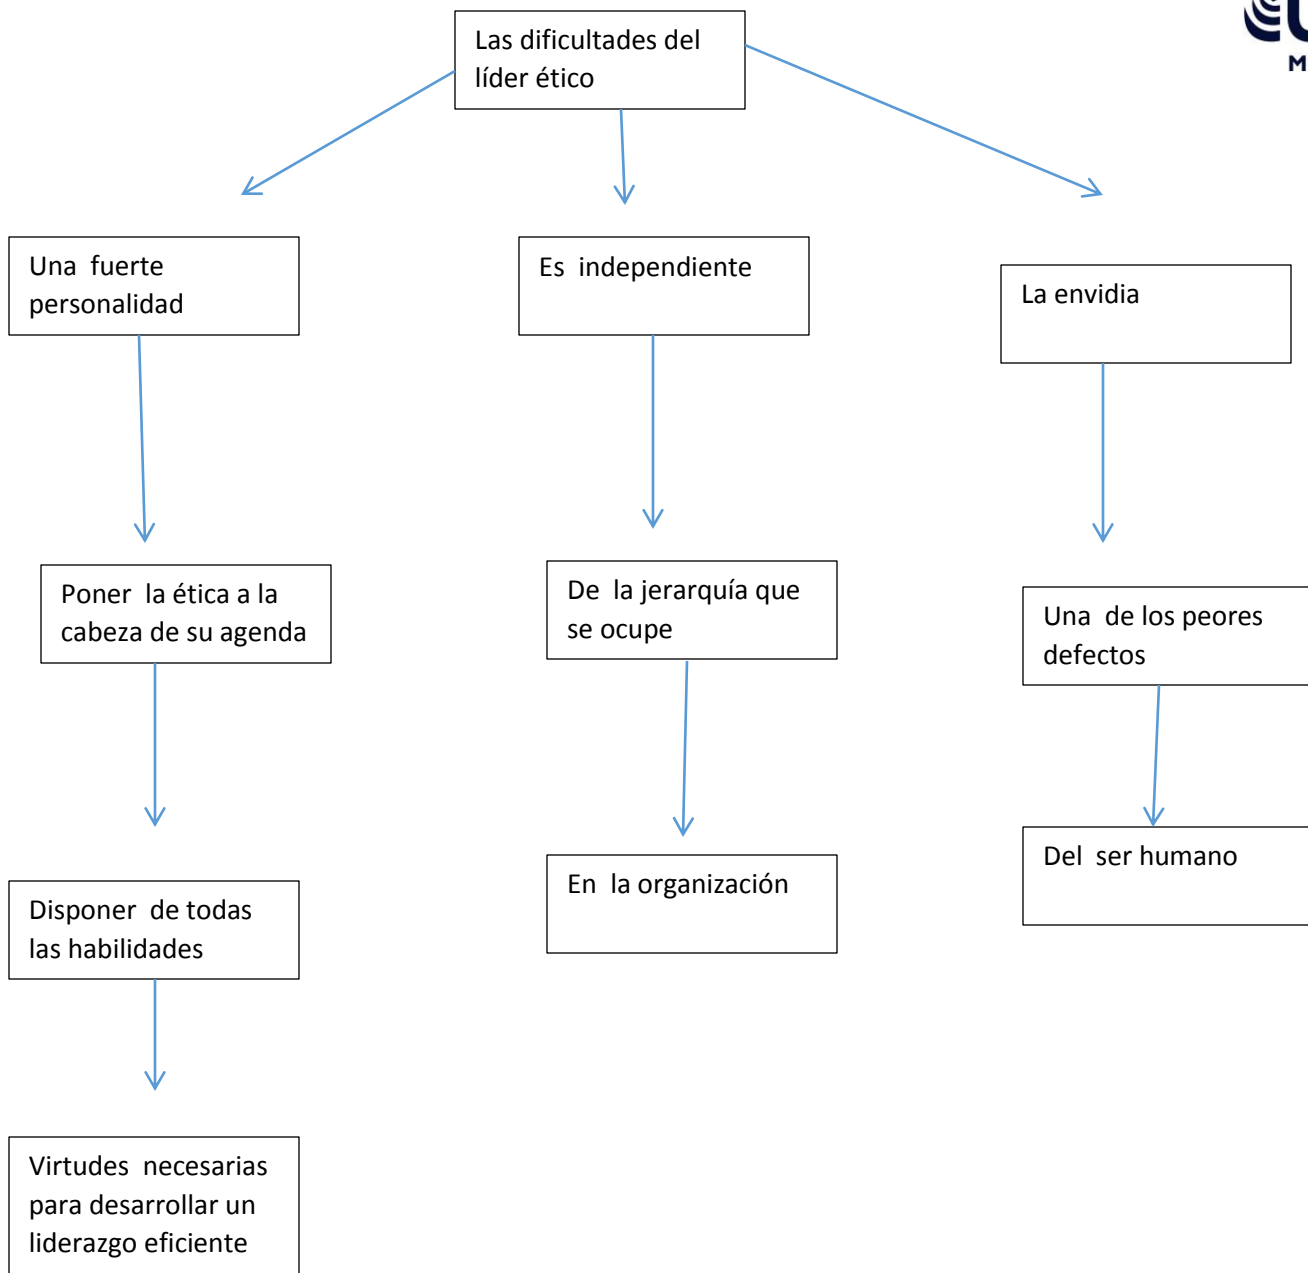 Las dificultades del
líder ético
M
Una  fuerte
personalidad
Es  independiente
La envidia
Poner  la ética a la
cabeza de su agenda
De  la jerarquía que
se ocupe
Una  de los peores
defectos
Disponer  de todas
las habilidades
En  la organización
Del  ser humano
Virtudes  necesarias
para desarrollar un
liderazgo eficiente